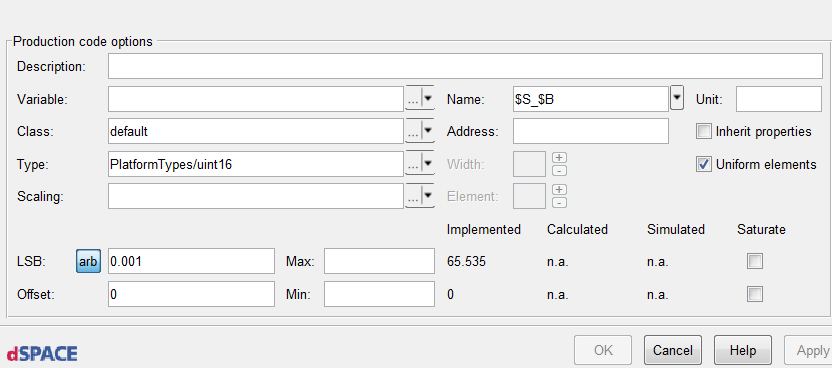 Production code options
Description:
Variable: ... Name: $S_$B Unit:
Class: default ... Address: Inherit properties
Type: PlatformTypes/uint16 ... Width: + - Uniform elements
Scaling: ... Element: + -
Implemented Calculated Simulated Saturate
LSB: arb 0.001 Max: 65.535 n.a. n.a.
Offset: 0 Min: 0 n.a. n.a.
dSPACE OK Cancel Help Apply